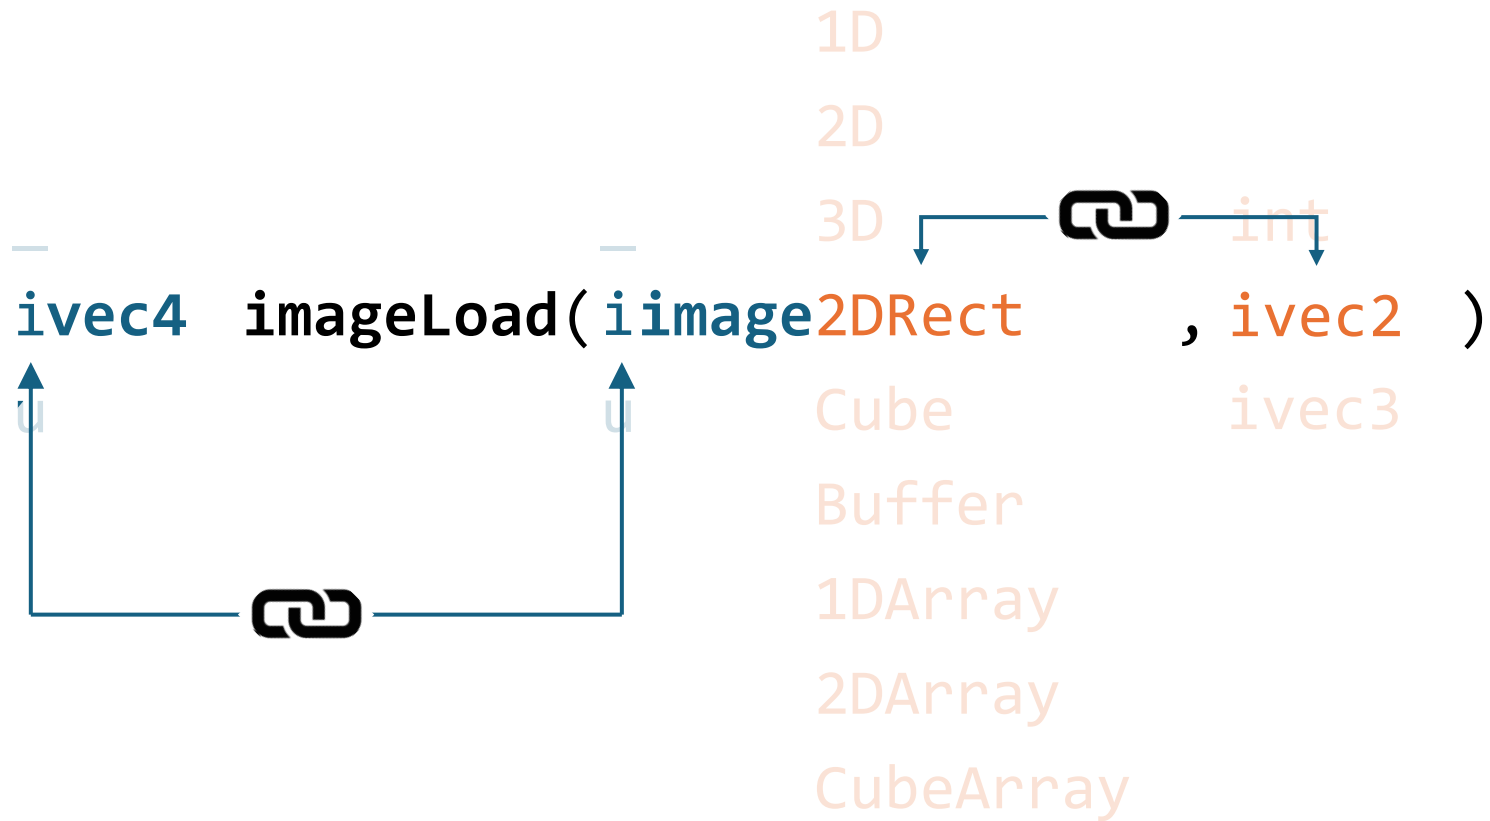 1D
2D
3D int
_ _
ivec4 imageLoad(iimage2DRect , ivec2 )
u u Cube ivec3
Buffer
1DArray
2DArray
CubeArray